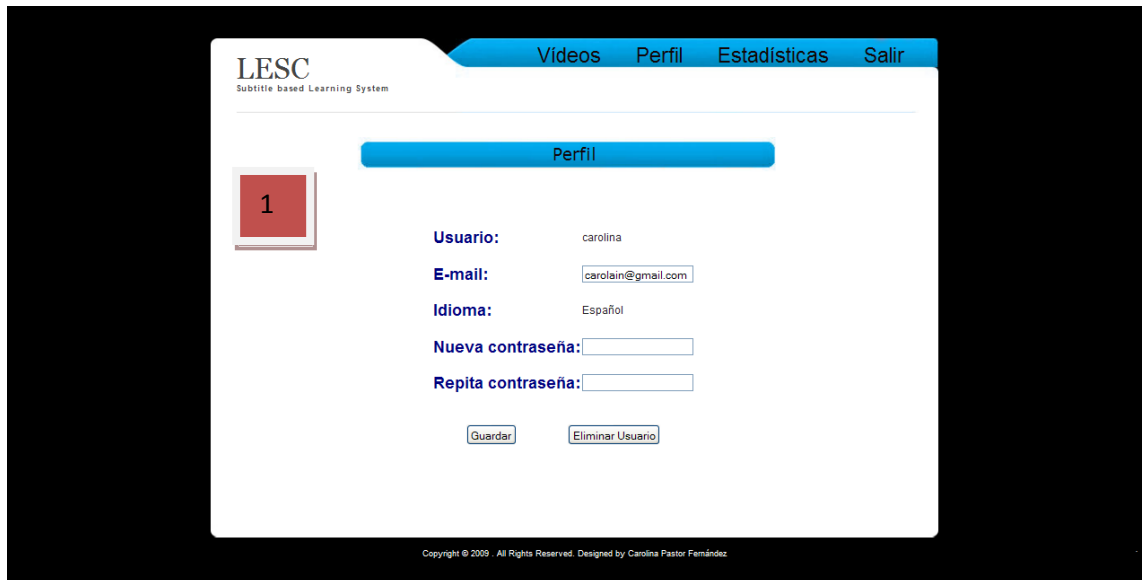 Vídeos Perfil Estadísticas Salir
LESC
Subtitle based Learning System
Perfil
1
Usuario: carolina
E-mail: carolain@gmail.com
Idioma: Español
Nueva contraseña:
Repita contraseña:
Guardar Eliminar Usuario
Copyright © 2009 . All Rights Reserved. Designed by Carolina Pastor Fernández